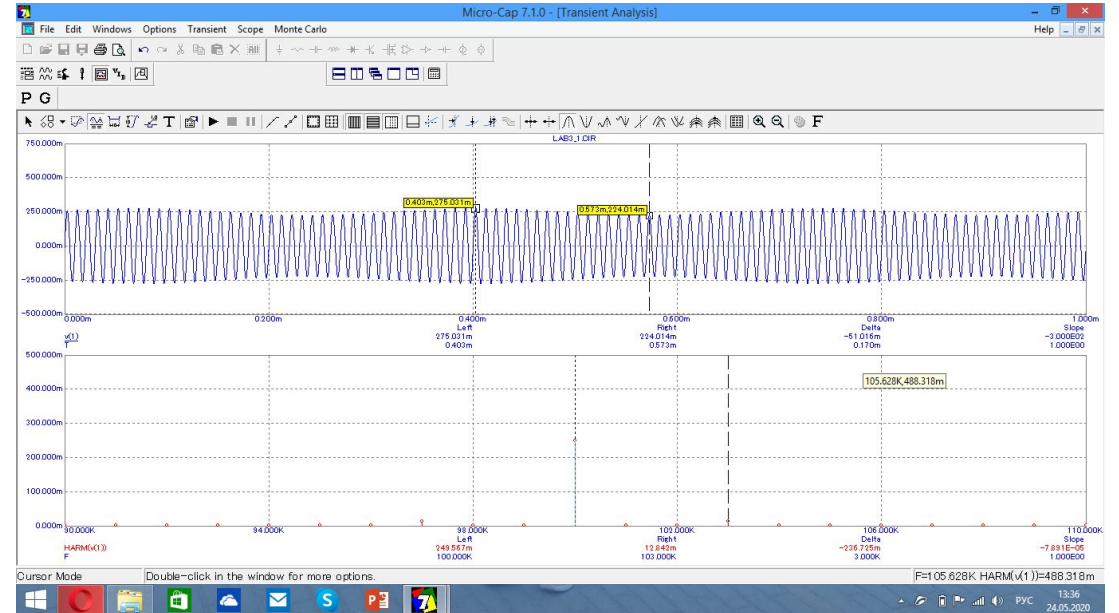 Micro-Cap 7.1.0 - [Transient Analysis]
File Edit Windows Options Transient Scope Monte Carlo Help
P G
T F
LAB3_1.CIR
750.000m
500.000m
250.000m
0.000m
-250.000m
-500.000m
0.403m,275.031m
0.573m,224.014m
0.000m 0.200m 0.400m 0.600m 0.800m 1.000m
Left Right Delta Slope
v(1) 275.031m 224.014m -51.016m -3.000E02
T 0.403m 0.573m 0.170m 1.000E00
500.000m
400.000m
300.000m
200.000m
100.000m
0.000m
105.628K,488.318m
90.000K 94.000K 98.000K 102.000K 106.000K 110.000K
Left Right Delta Slope
HARM(v(1)) 249.567m 12.842m -236.725m -7.891E-05
F 100.000K 103.000K 3.000K 1.000E00
Cursor Mode Double-click in the window for more options. F=105.628K HARM(v(1))=488.318m
13:36
РУС
24.05.2020